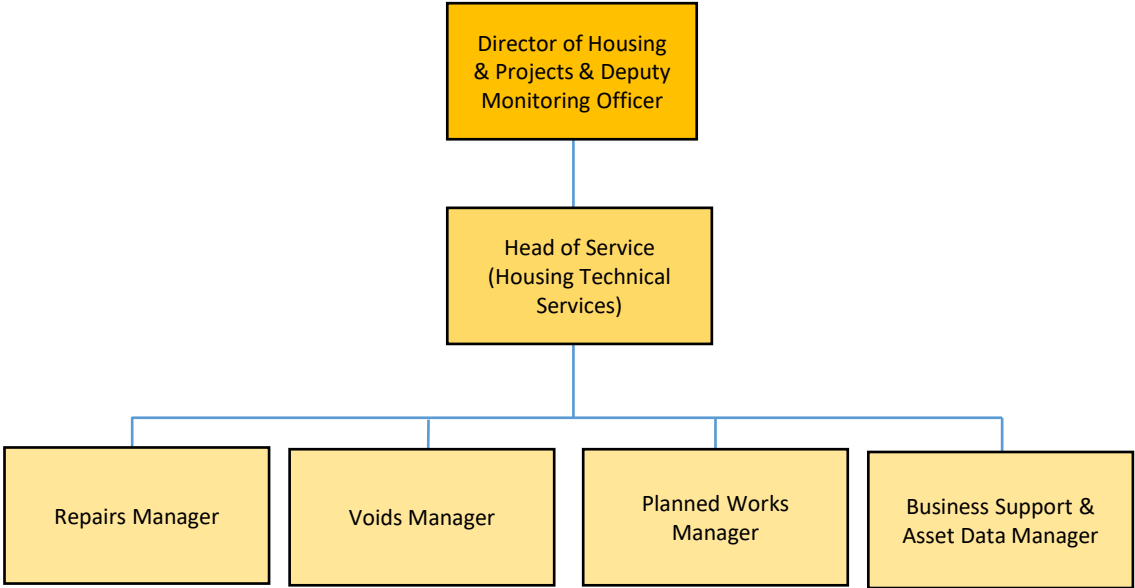 Director of Housing
& Projects & Deputy
Monitoring Officer
Head of Service
(Housing Technical
Services)
Repairs Manager
Voids Manager
Planned Works
Manager
Business Support &
Asset Data Manager